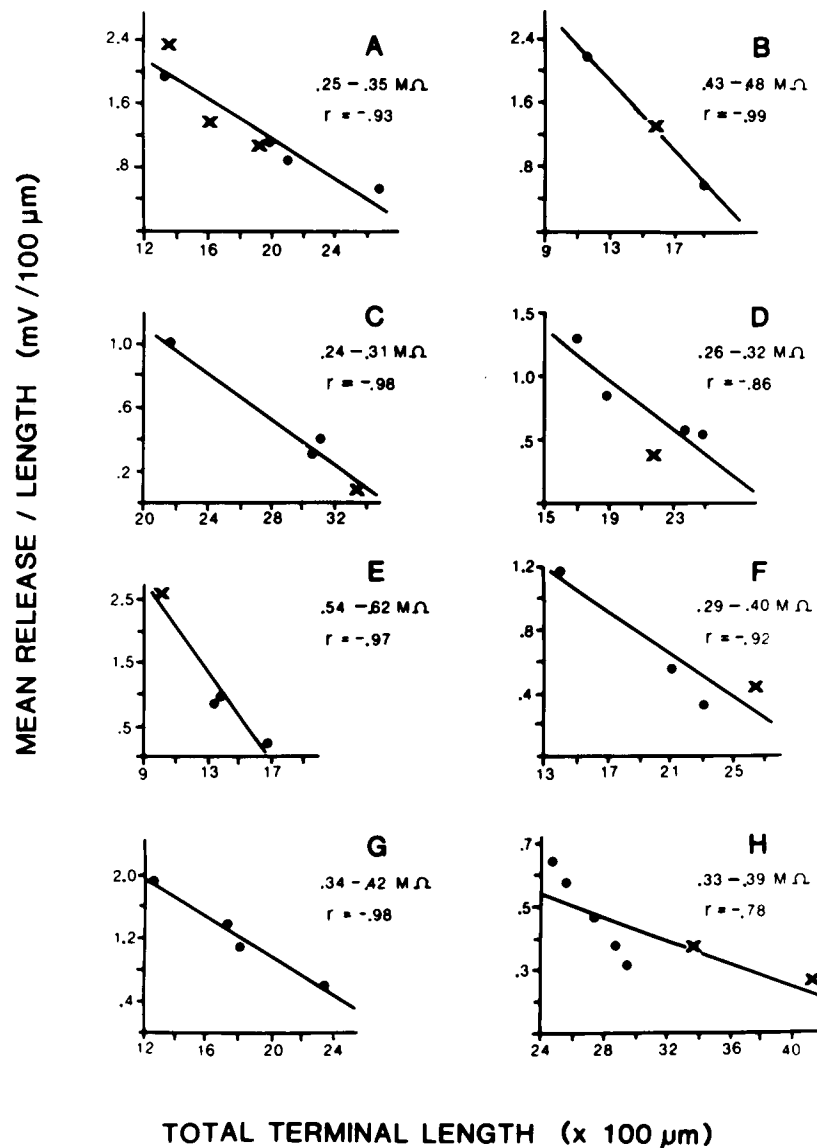 MEAN RELEASE / LENGTH (mV/100 µm)
A
.25 – .35 MΩ
r = -.93
2.4
1.6
.8
12 16 20 24
B
.43 – .48 MΩ
r = -.99
2.4
1.6
.8
9 13 17
C
.24 – .31 MΩ
r = -.98
1.0
.6
.2
20 24 28 32
D
.26 – .32 MΩ
r = -.86
1.5
1.0
.5
15 19 23
E
.54 – .62 MΩ
r = -.97
2.5
1.5
.5
9 13 17
F
.29 – .40 MΩ
r = -.92
1.2
.8
.4
13 17 21 25
G
.34 – .42 MΩ
r = -.98
2.0
1.2
.4
12 16 20 24
H
.33 – .39 MΩ
r = -.78
.7
.5
.3
24 28 32 36 40
TOTAL TERMINAL LENGTH (x 100 µm)